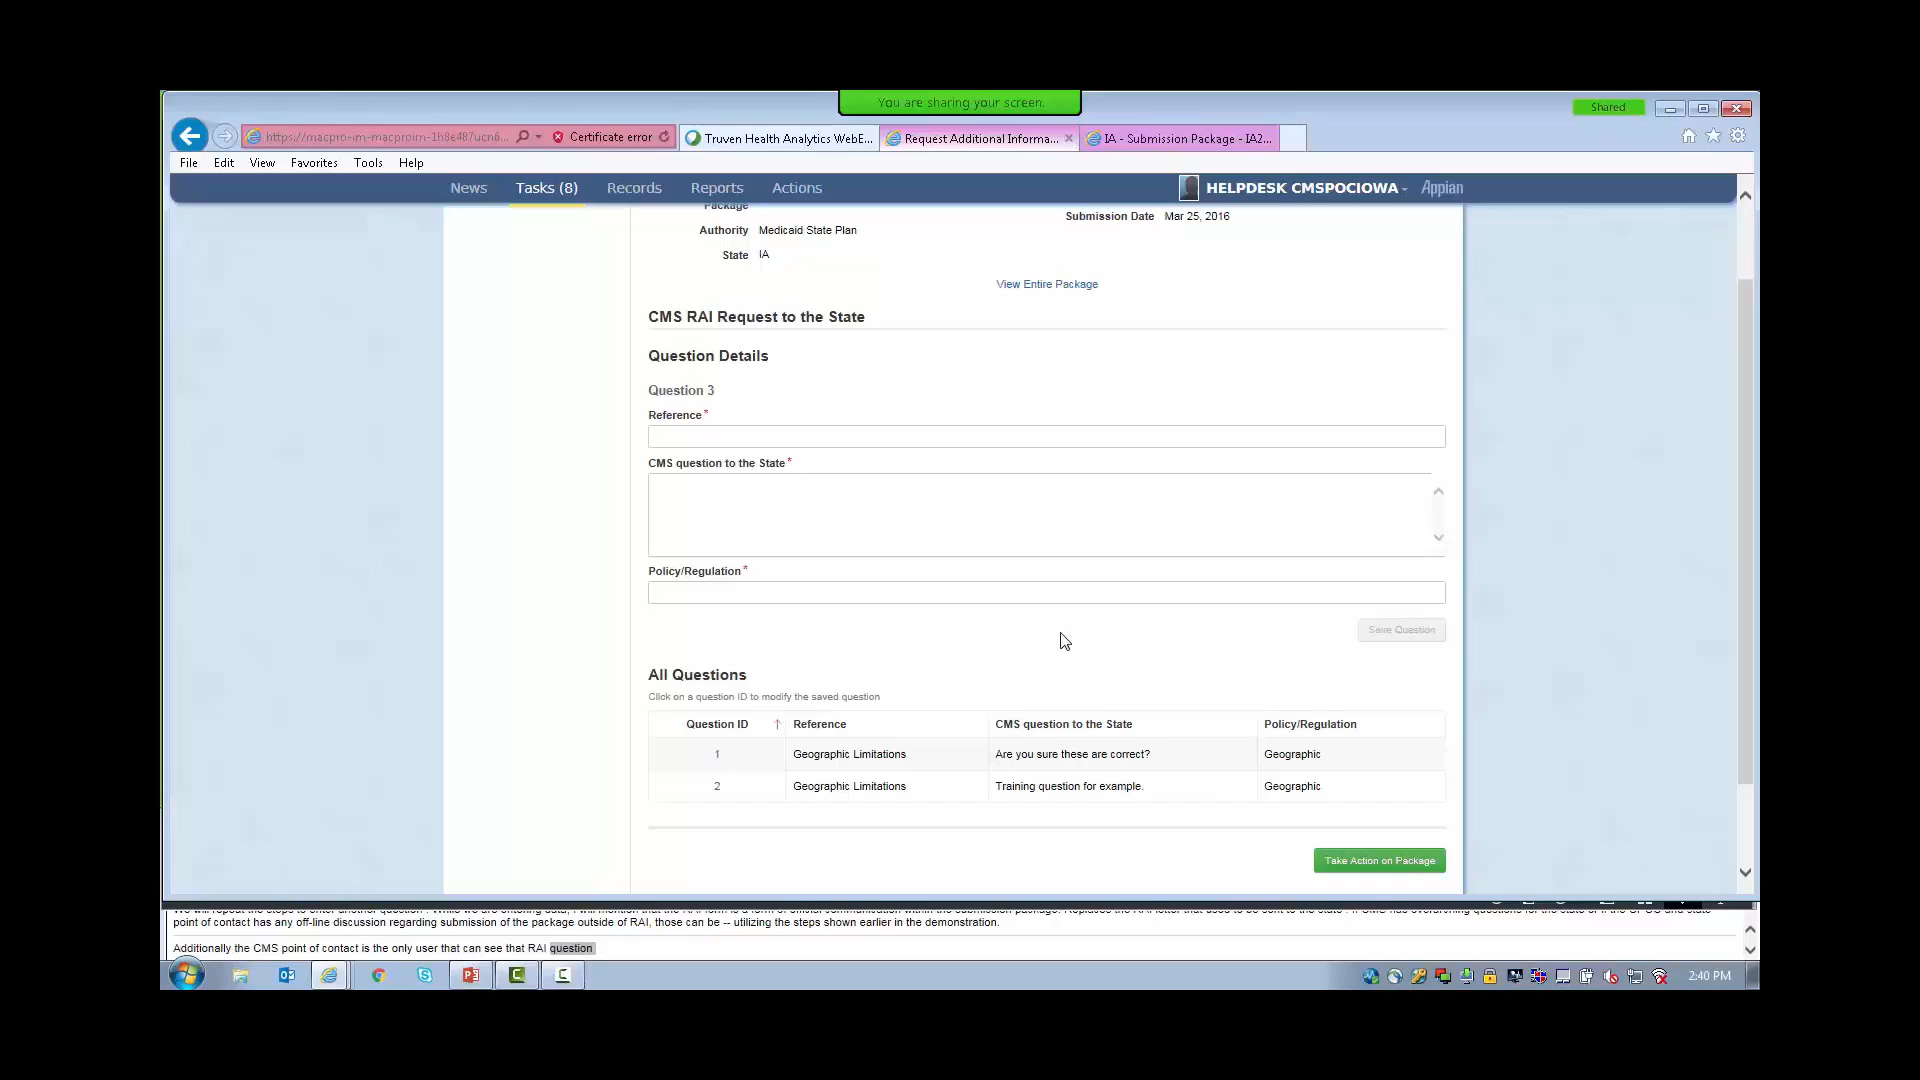 You are sharing your screen.
Shared
https://macpro-im-macproim-1h8e487ucn6... Certificate error
Truven Health Analytics WebE...
Request Additional Informa...
IA - Submission Package - IA2...
File Edit View Favorites Tools Help
News Tasks (8) Records Reports Actions
HELPDESK CMSPOCIOWA Appian
Package
Submission Date Mar 25, 2016
Authority Medicaid State Plan
State IA
View Entire Package
CMS RAI Request to the State
Question Details
Question 3
Reference *
CMS question to the State *
Policy/Regulation *
Save Question
All Questions
Click on a question ID to modify the saved question
Question ID ↑ Reference CMS question to the State Policy/Regulation
1 Geographic Limitations Are you sure these are correct? Geographic
2 Geographic Limitations Training question for example. Geographic
Take Action on Package
point of contact has any off-line discussion regarding submission of the package outside of RAI, those can be -- utilizing the steps shown earlier in the demonstration.
Additionally the CMS point of contact is the only user that can see that RAI question
2:40 PM